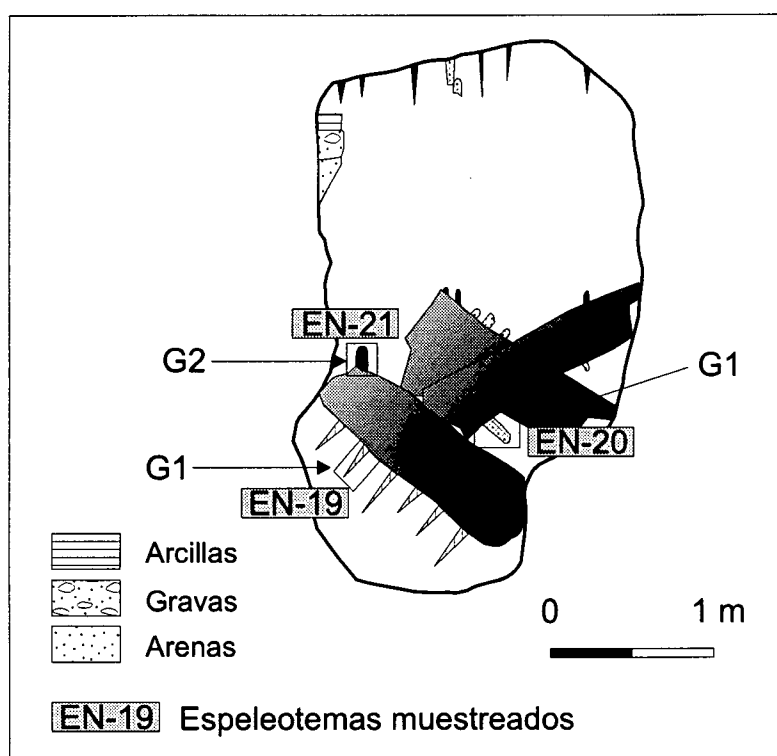 EN-21
G2
G1
EN-20
G1
EN-19
Arcillas
Gravas
Arenas
0 1 m
EN-19 Espeleotemas muestreados